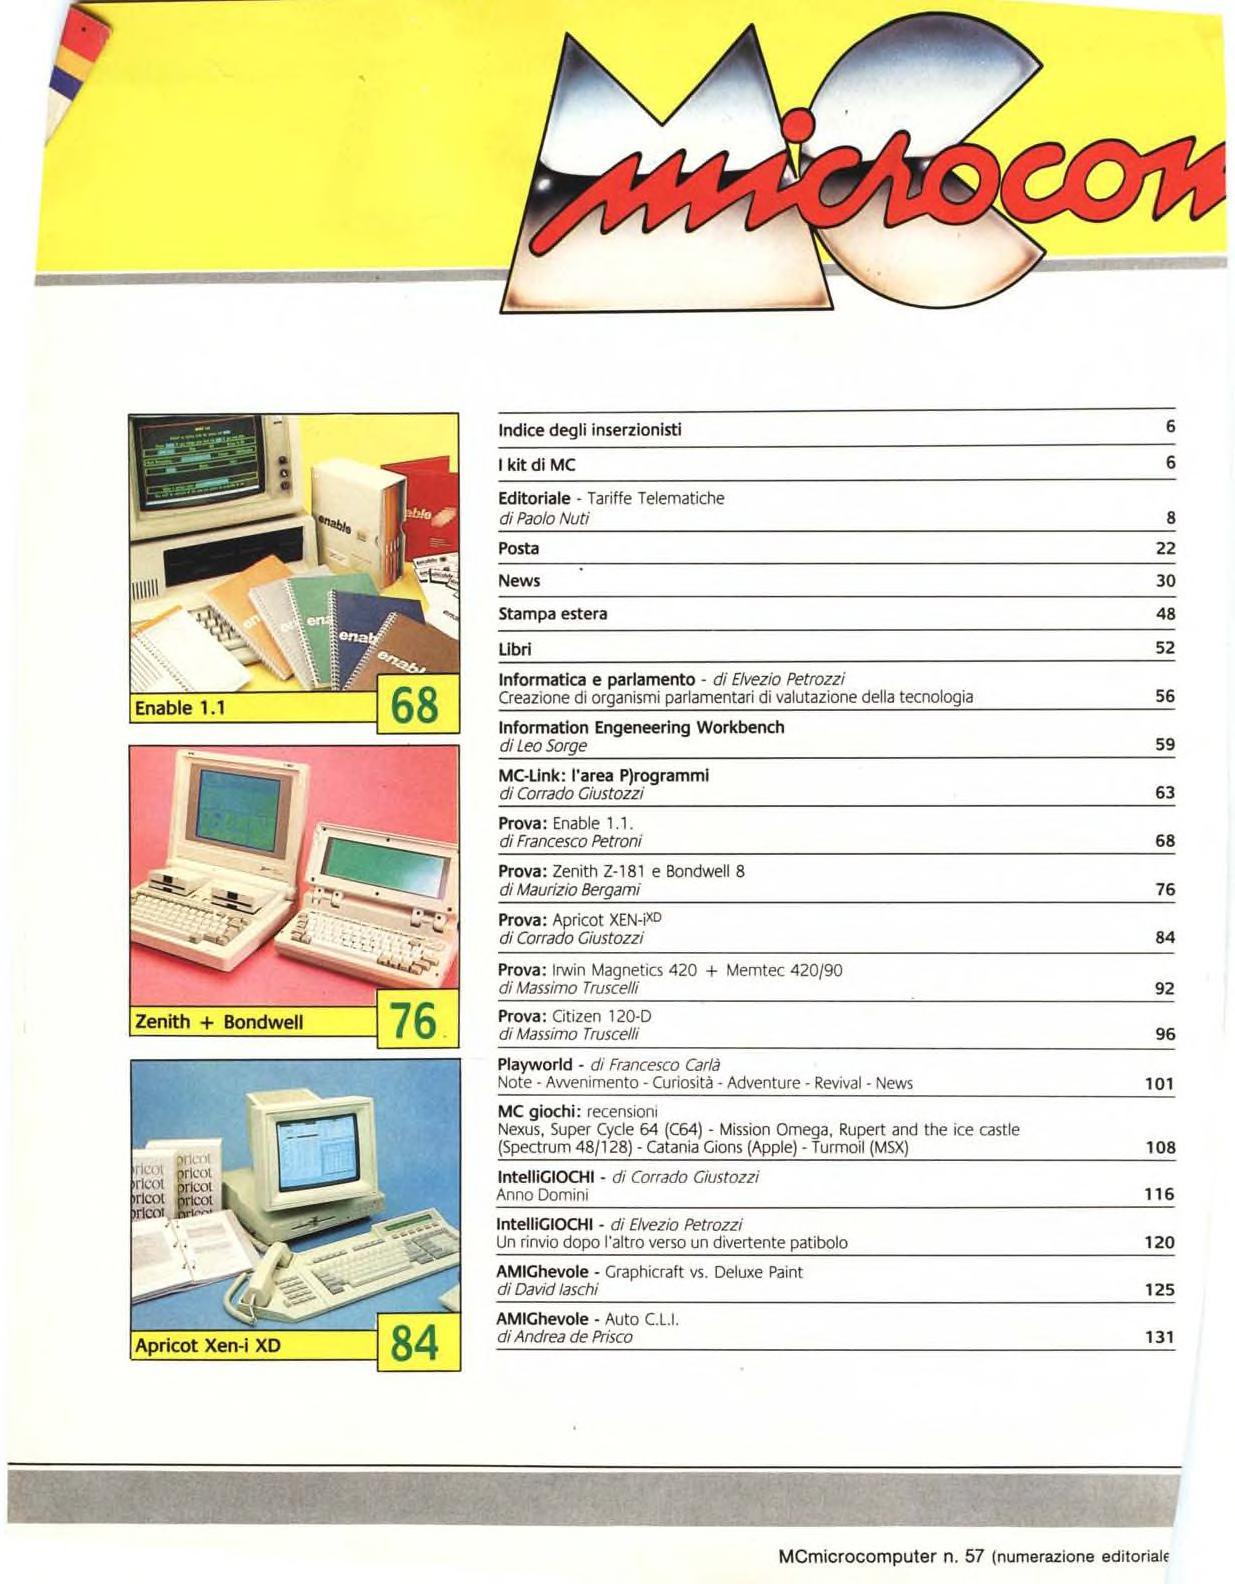 MC
microcom
enable
Enable 1.1
68
Zenith + Bondwell
76
Apricot Xen-i XD
84
Indice degli inserzionisti 6
I kit di MC 6
Editoriale - Tariffe Telematiche
di Paolo Nuti 8
Posta 22
News 30
Stampa estera 48
Libri 52
Informatica e parlamento - di Elvezio Petrozzi
Creazione di organismi parlamentari di valutazione della tecnologia 56
Information Engeneering Workbench
di Leo Sorge 59
MC-Link: l'area P)rogrammi
di Corrado Giustozzi 63
Prova: Enable 1.1.
di Francesco Petroni 68
Prova: Zenith Z-181 e Bondwell 8
di Maurizio Bergami 76
Prova: Apricot XEN-iXD
di Corrado Giustozzi 84
Prova: Irwin Magnetics 420 + Memtec 420/90
di Massimo Truscelli 92
Prova: Citizen 120-D
di Massimo Truscelli 96
Playworld - di Francesco Carlà
Note - Avvenimento - Curiosità - Adventure - Revival - News 101
MC giochi: recensioni
Nexus, Super Cycle 64 (C64) - Mission Omega, Rupert and the ice castle
(Spectrum 48/128) - Catania Gions (Apple) - Turmoil (MSX) 108
IntelliGIOCHI - di Corrado Giustozzi
Anno Domini 116
IntelliGIOCHI - di Elvezio Petrozzi
Un rinvio dopo l'altro verso un divertente patibolo 120
AMIGhevole - Graphicraft vs. Deluxe Paint
di David Iaschi 125
AMIGhevole - Auto C.L.I.
di Andrea de Prisco 131
MCmicrocomputer n. 57 (numerazione editoriale